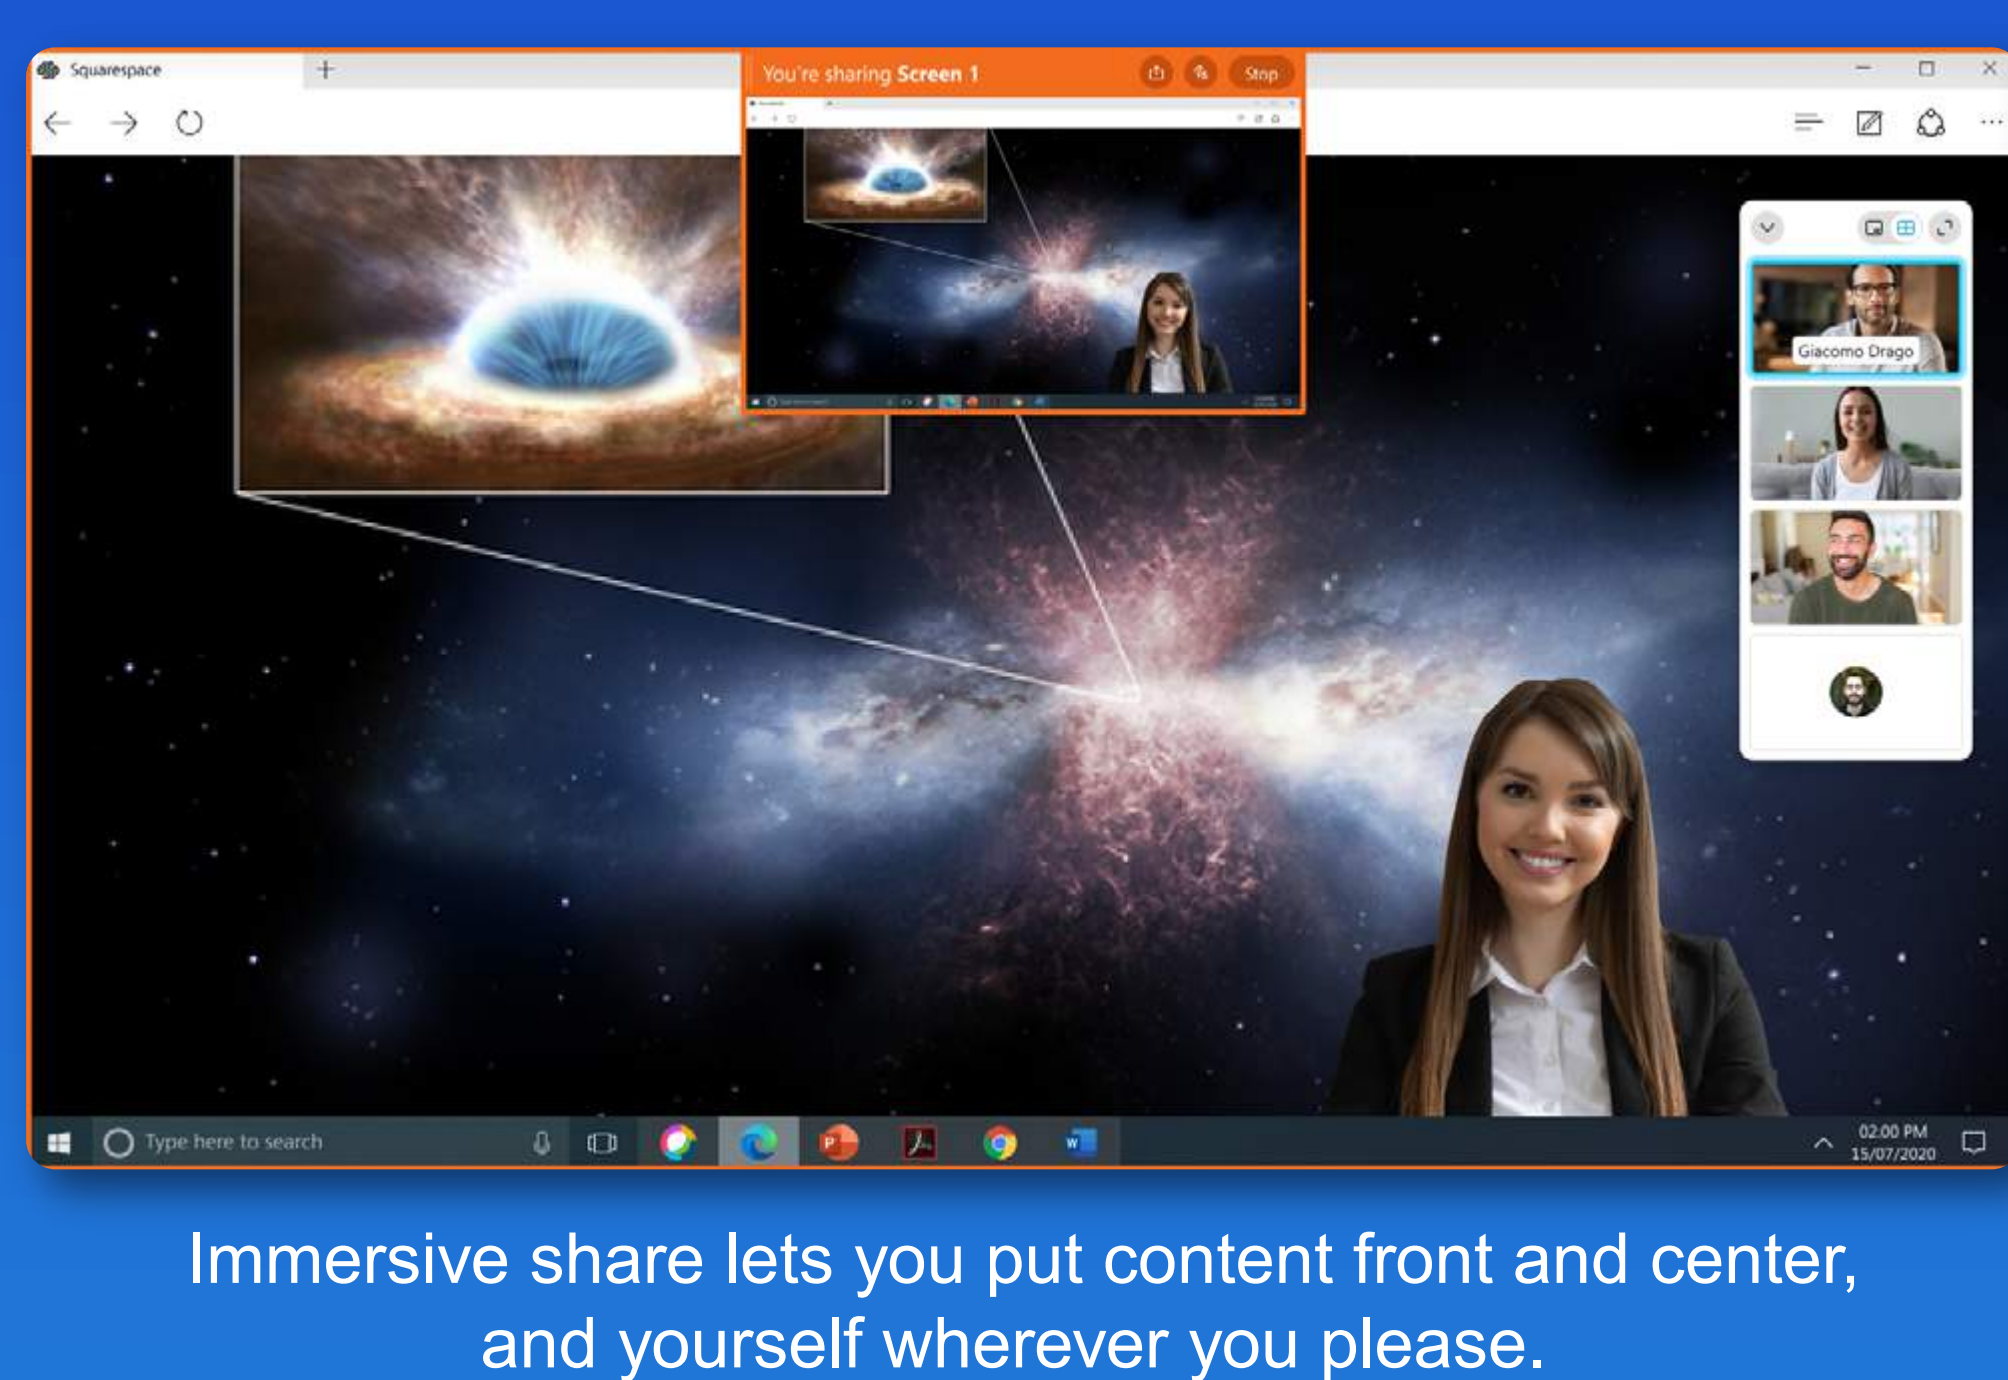 Squarespace
You're sharing Screen 1
Stop
Giacomo Drago
Type here to search
02:00 PM
15/07/2020
Immersive share lets you put content front and center,
and yourself wherever you please.